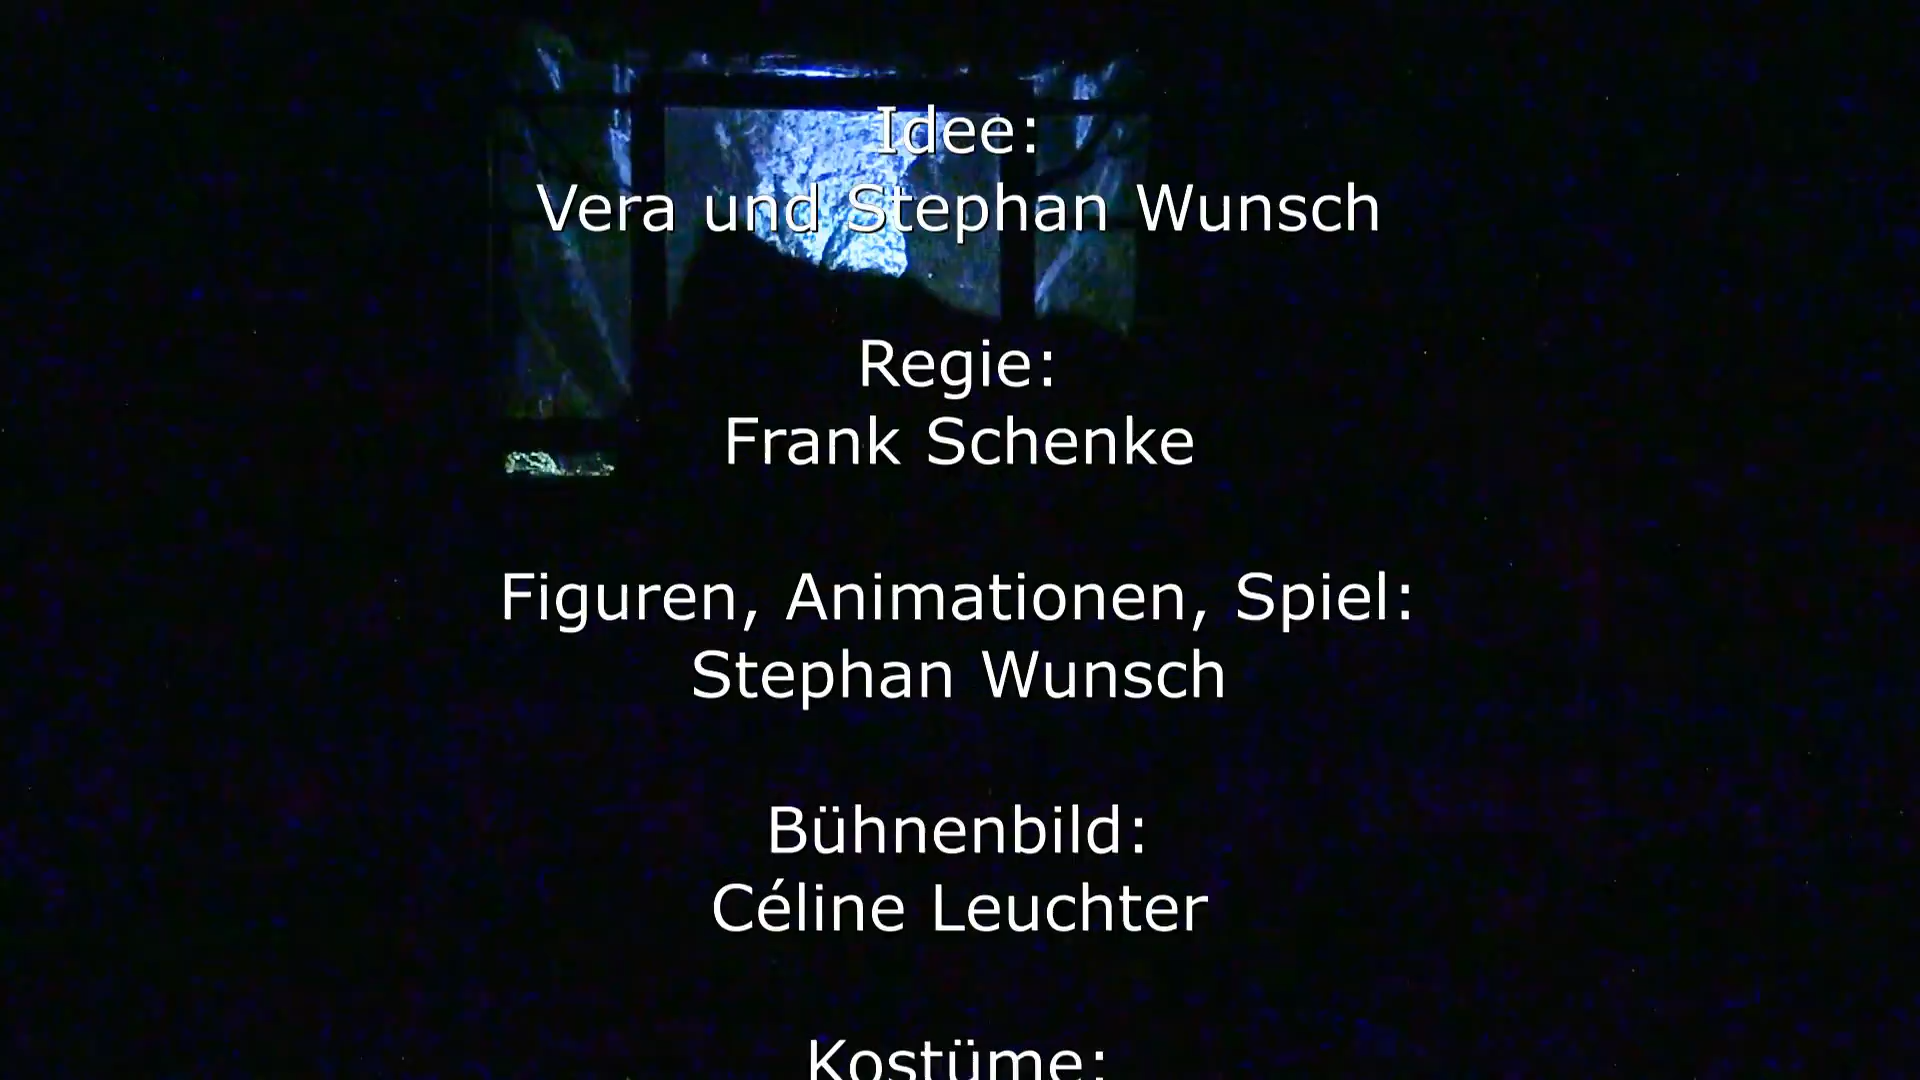 Idee:
Vera und Stephan Wunsch
Regie:
Frank Schenke
Figuren, Animationen, Spiel:
Stephan Wunsch
Bühnenbild:
Céline Leuchter
Kostüme: